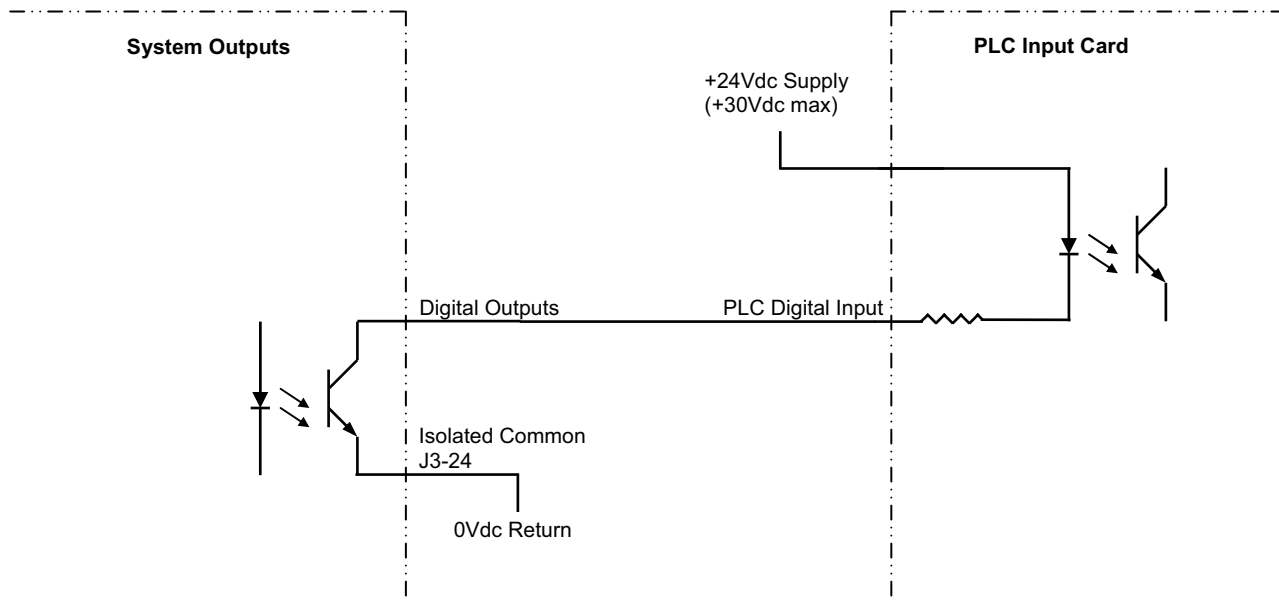 System Outputs
PLC Input Card
+24Vdc Supply
(+30Vdc max)
Digital Outputs
PLC Digital Input
Isolated Common
J3-24
0Vdc Return